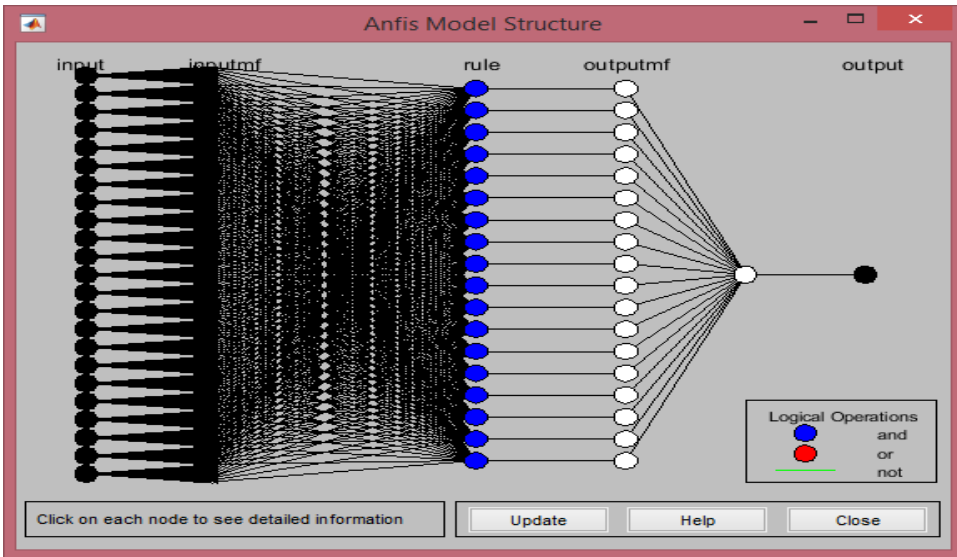 Anfis Model Structure
input inputmf rule outputmf output
Logical Operations
and
or
not
Click on each node to see detailed information
Update Help Close